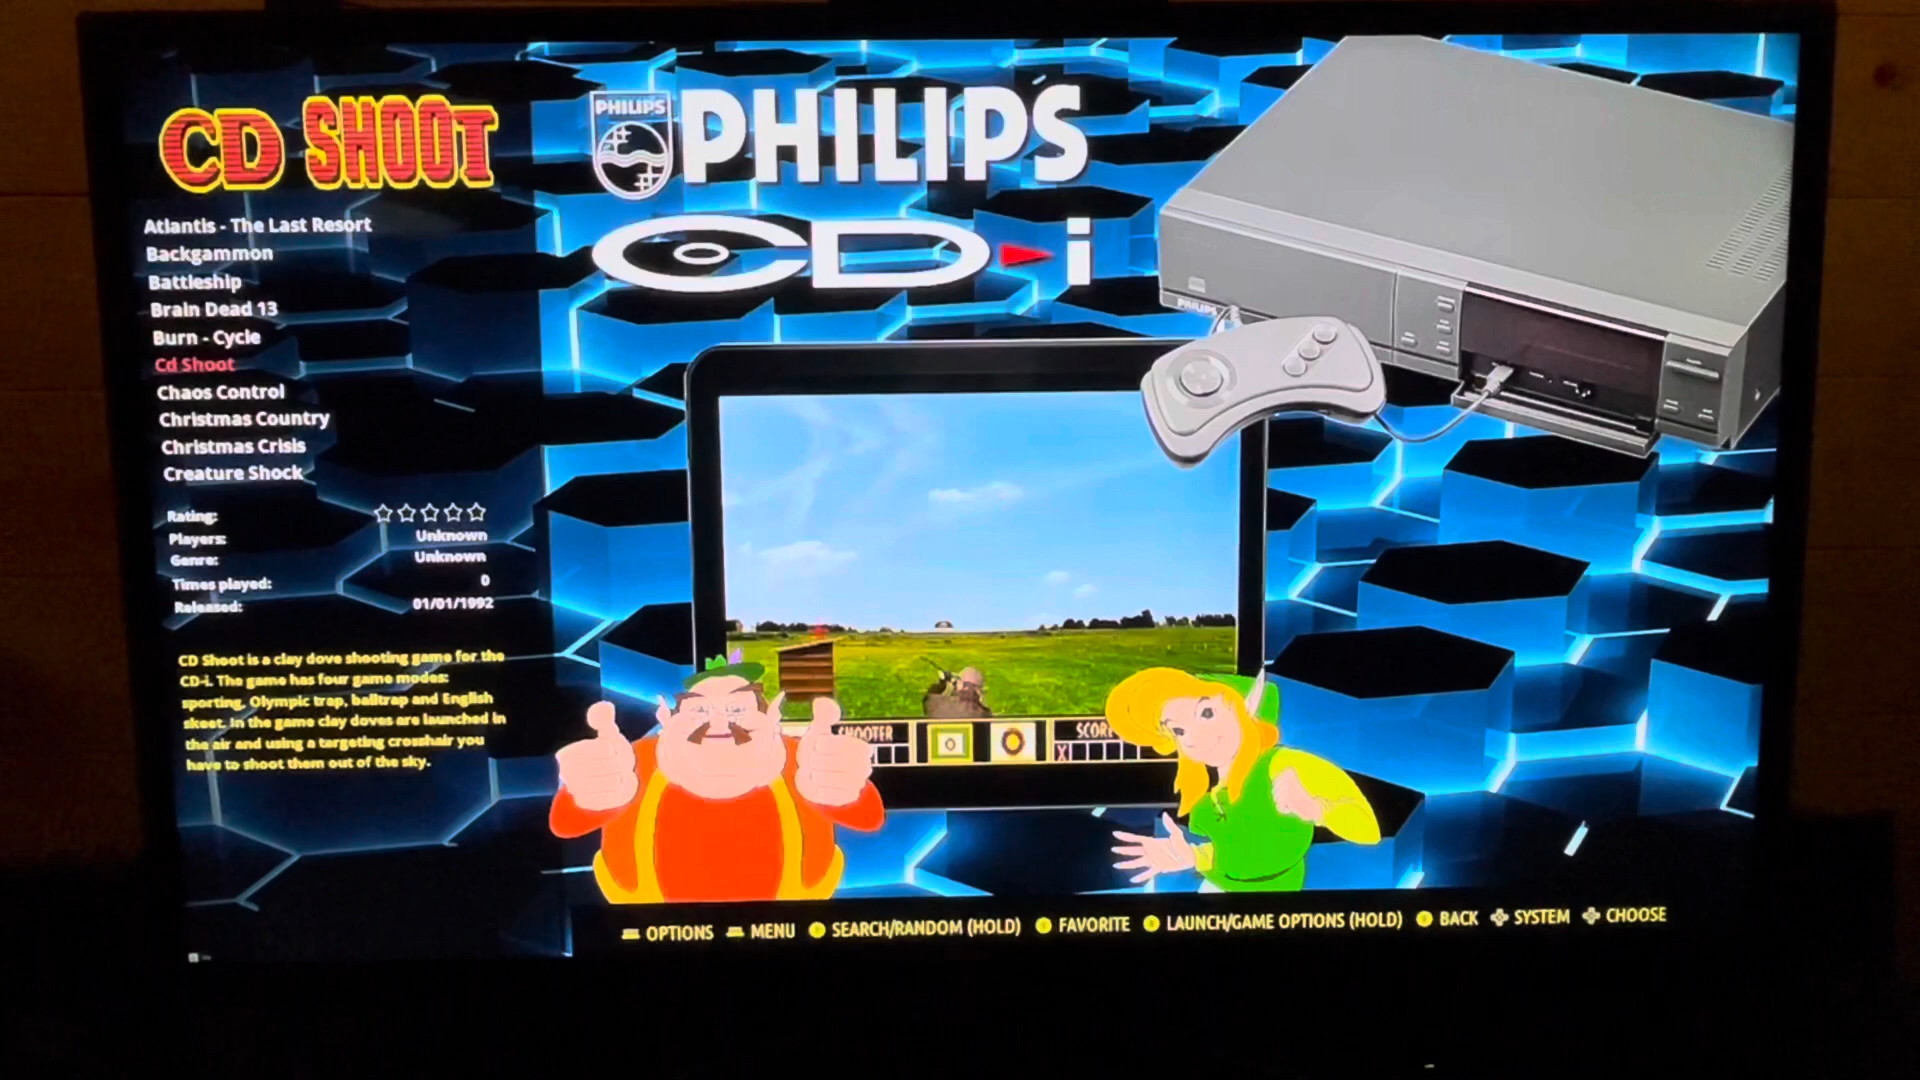 CD SHOOT
PHILIPS
PHILIPS
CD-i
Atlantis - The Last Resort
Backgammon
Battleship
Brain Dead 13
Burn - Cycle
Cd Shoot
Chaos Control
Christmas Country
Christmas Crisis
Creature Shock
PHILIPS
Rating:
Players: Unknown
Genre: Unknown
Times played: 0
Released: 01/01/1992
CD Shoot is a clay dove shooting game for the
CD-i. The game has four game modes:
sporting, Olympic trap, balltrap and English
skeet. In the game clay doves are launched in
the air and using a targeting crosshair you
have to shoot them out of the sky.
SHOOTER
0
SCORE
X
OPTIONS MENU SEARCH/RANDOM (HOLD) FAVORITE LAUNCH/GAME OPTIONS (HOLD) BACK SYSTEM CHOOSE